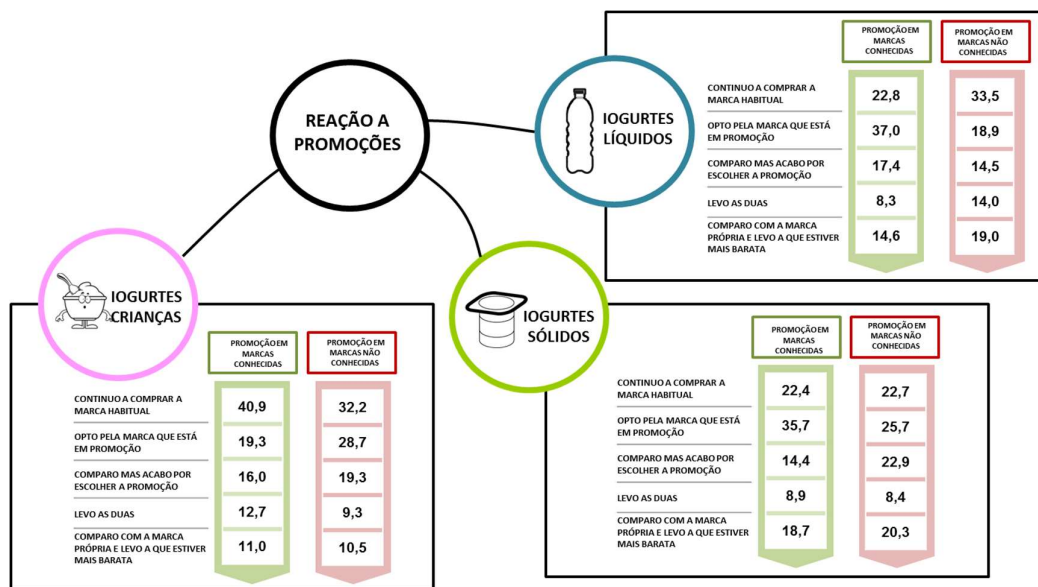 REAÇÃO A
PROMOÇÕES
IOGURTES
LÍQUIDOS
PROMOÇÃO EM
MARCAS
CONHECIDAS
PROMOÇÃO EM
MARCAS NÃO
CONHECIDAS
CONTINUO A COMPRAR A
MARCA HABITUAL
22,8
33,5
OPTO PELA MARCA QUE ESTÁ
EM PROMOÇÃO
37,0
18,9
COMPARO MAS ACABO POR
ESCOLHER A PROMOÇÃO
17,4
14,5
LEVO AS DUAS
8,3
14,0
COMPARO COM A MARCA
PRÓPRIA E LEVO A QUE ESTIVER
MAIS BARATA
14,6
19,0
IOGURTES
CRIANÇAS
PROMOÇÃO EM
MARCAS
CONHECIDAS
PROMOÇÃO EM
MARCAS NÃO
CONHECIDAS
CONTINUO A COMPRAR A
MARCA HABITUAL
40,9
32,2
OPTO PELA MARCA QUE ESTÁ
EM PROMOÇÃO
19,3
28,7
COMPARO MAS ACABO POR
ESCOLHER A PROMOÇÃO
16,0
19,3
LEVO AS DUAS
12,7
9,3
COMPARO COM A MARCA
PRÓPRIA E LEVO A QUE ESTIVER
MAIS BARATA
11,0
10,5
IOGURTES
SÓLIDOS
PROMOÇÃO EM
MARCAS
CONHECIDAS
PROMOÇÃO EM
MARCAS NÃO
CONHECIDAS
CONTINUO A COMPRAR A
MARCA HABITUAL
22,4
22,7
OPTO PELA MARCA QUE ESTÁ
EM PROMOÇÃO
35,7
25,7
COMPARO MAS ACABO POR
ESCOLHER A PROMOÇÃO
14,4
22,9
LEVO AS DUAS
8,9
8,4
COMPARO COM A MARCA
PRÓPRIA E LEVO A QUE ESTIVER
MAIS BARATA
18,7
20,3